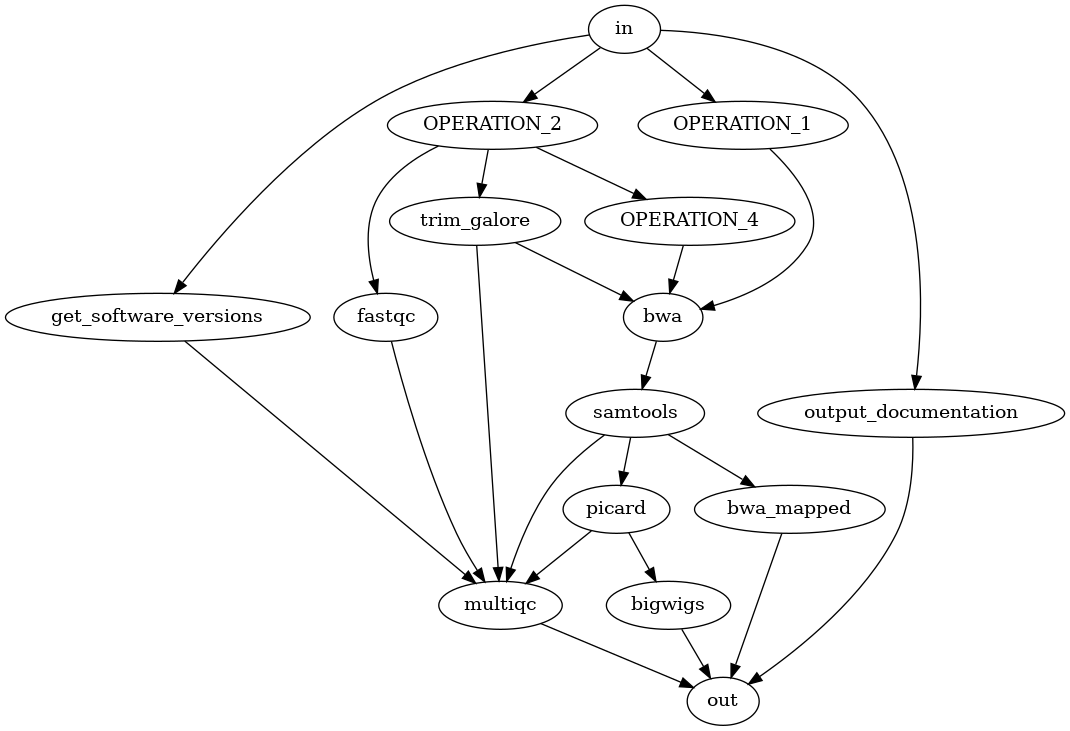 in
OPERATION_2
OPERATION_1
trim_galore
OPERATION_4
get_software_versions
fastqc
bwa
samtools
output_documentation
picard
bwa_mapped
multiqc
bigwigs
out